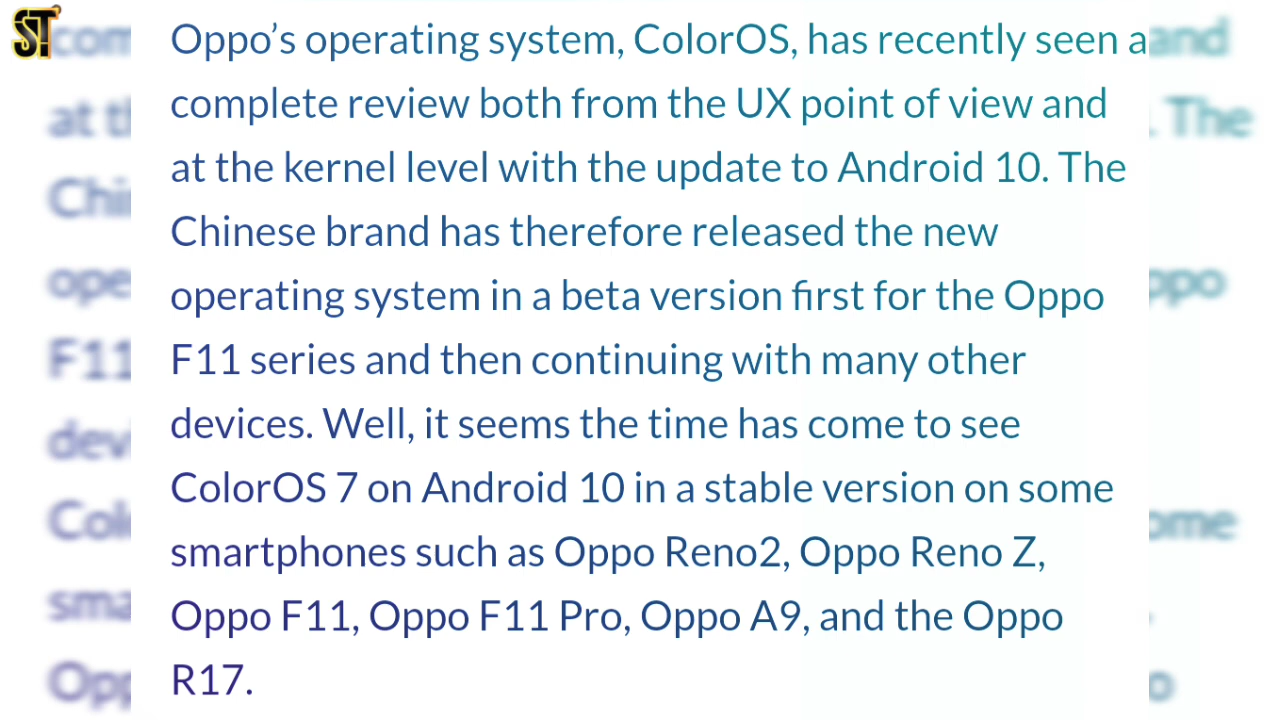 ST
Oppo’s operating system, ColorOS, has recently seen a
complete review both from the UX point of view and
at the kernel level with the update to Android 10. The
Chinese brand has therefore released the new
operating system in a beta version first for the Oppo
F11 series and then continuing with many other
devices. Well, it seems the time has come to see
ColorOS 7 on Android 10 in a stable version on some
smartphones such as Oppo Reno2, Oppo Reno Z,
Oppo F11, Oppo F11 Pro, Oppo A9, and the Oppo
R17.